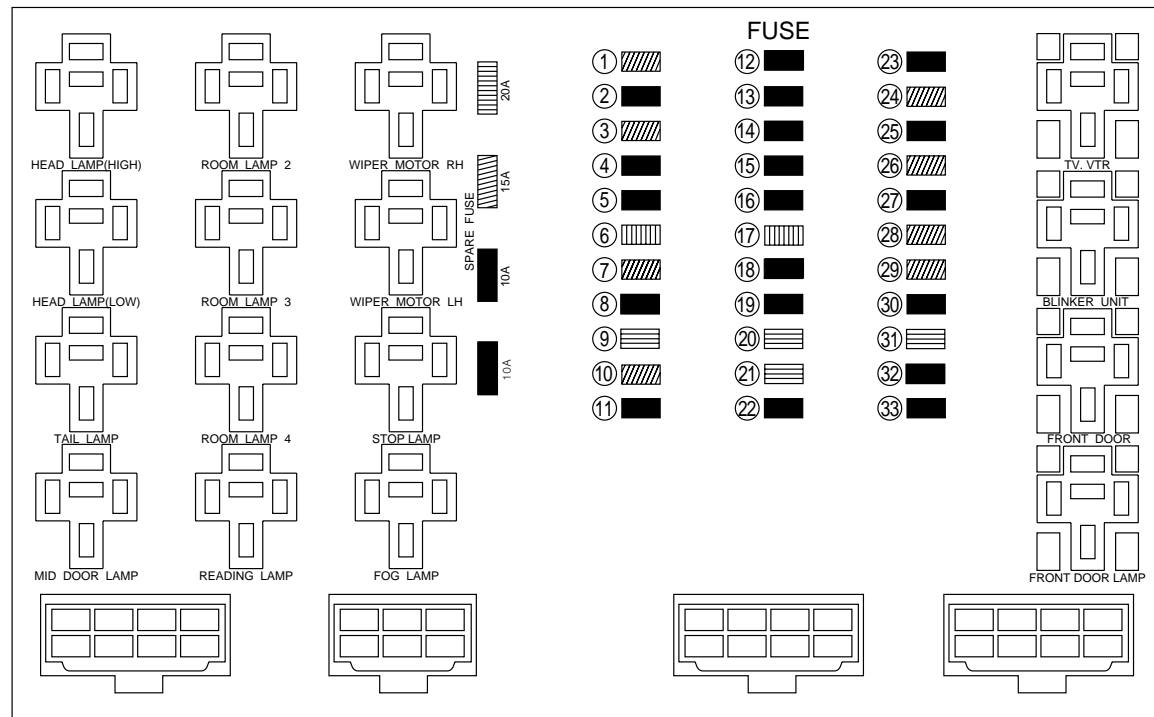 FUSE
HEAD LAMP(HIGH)
ROOM LAMP 2
WIPER MOTOR RH
HEAD LAMP(LOW)
ROOM LAMP 3
WIPER MOTOR LH
TAIL LAMP
ROOM LAMP 4
STOP LAMP
MID DOOR LAMP
READING LAMP
FOG LAMP
SPARE FUSE
20A
15A
10A
10A
1
2
3
4
5
6
7
8
9
10
11
12
13
14
15
16
17
18
19
20
21
22
23
24
25
26
27
28
29
30
31
32
33
TV. VTR
BLINKER UNIT
FRONT DOOR
FRONT DOOR LAMP